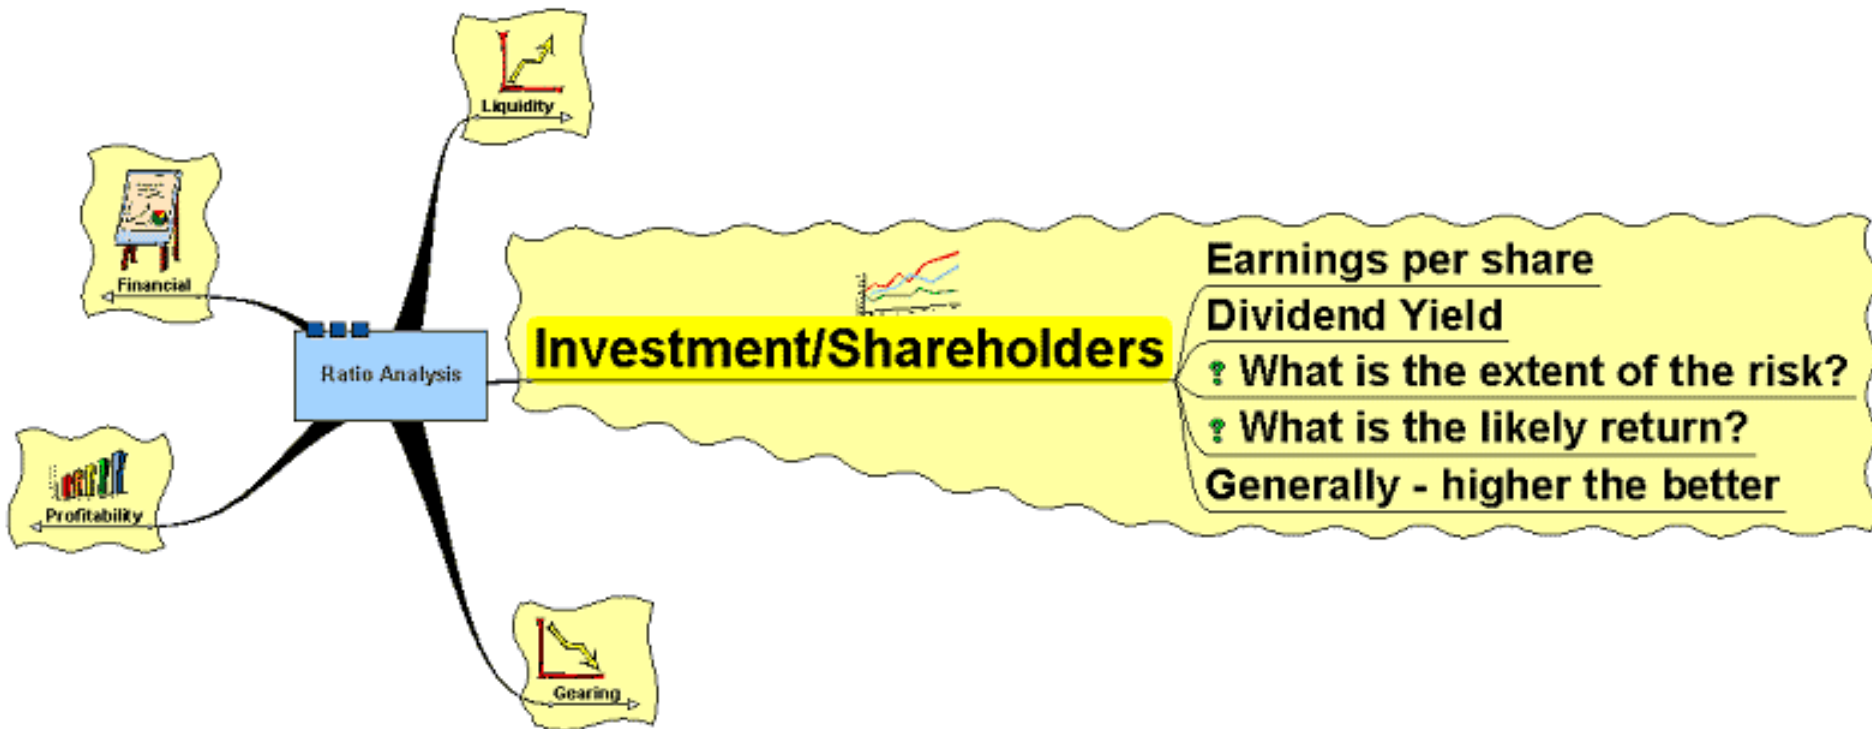 Liquidity
Financial
Ratio Analysis
Investment/Shareholders
Earnings per share
Dividend Yield
? What is the extent of the risk?
? What is the likely return?
Generally - higher the better
Profitability
Gearing